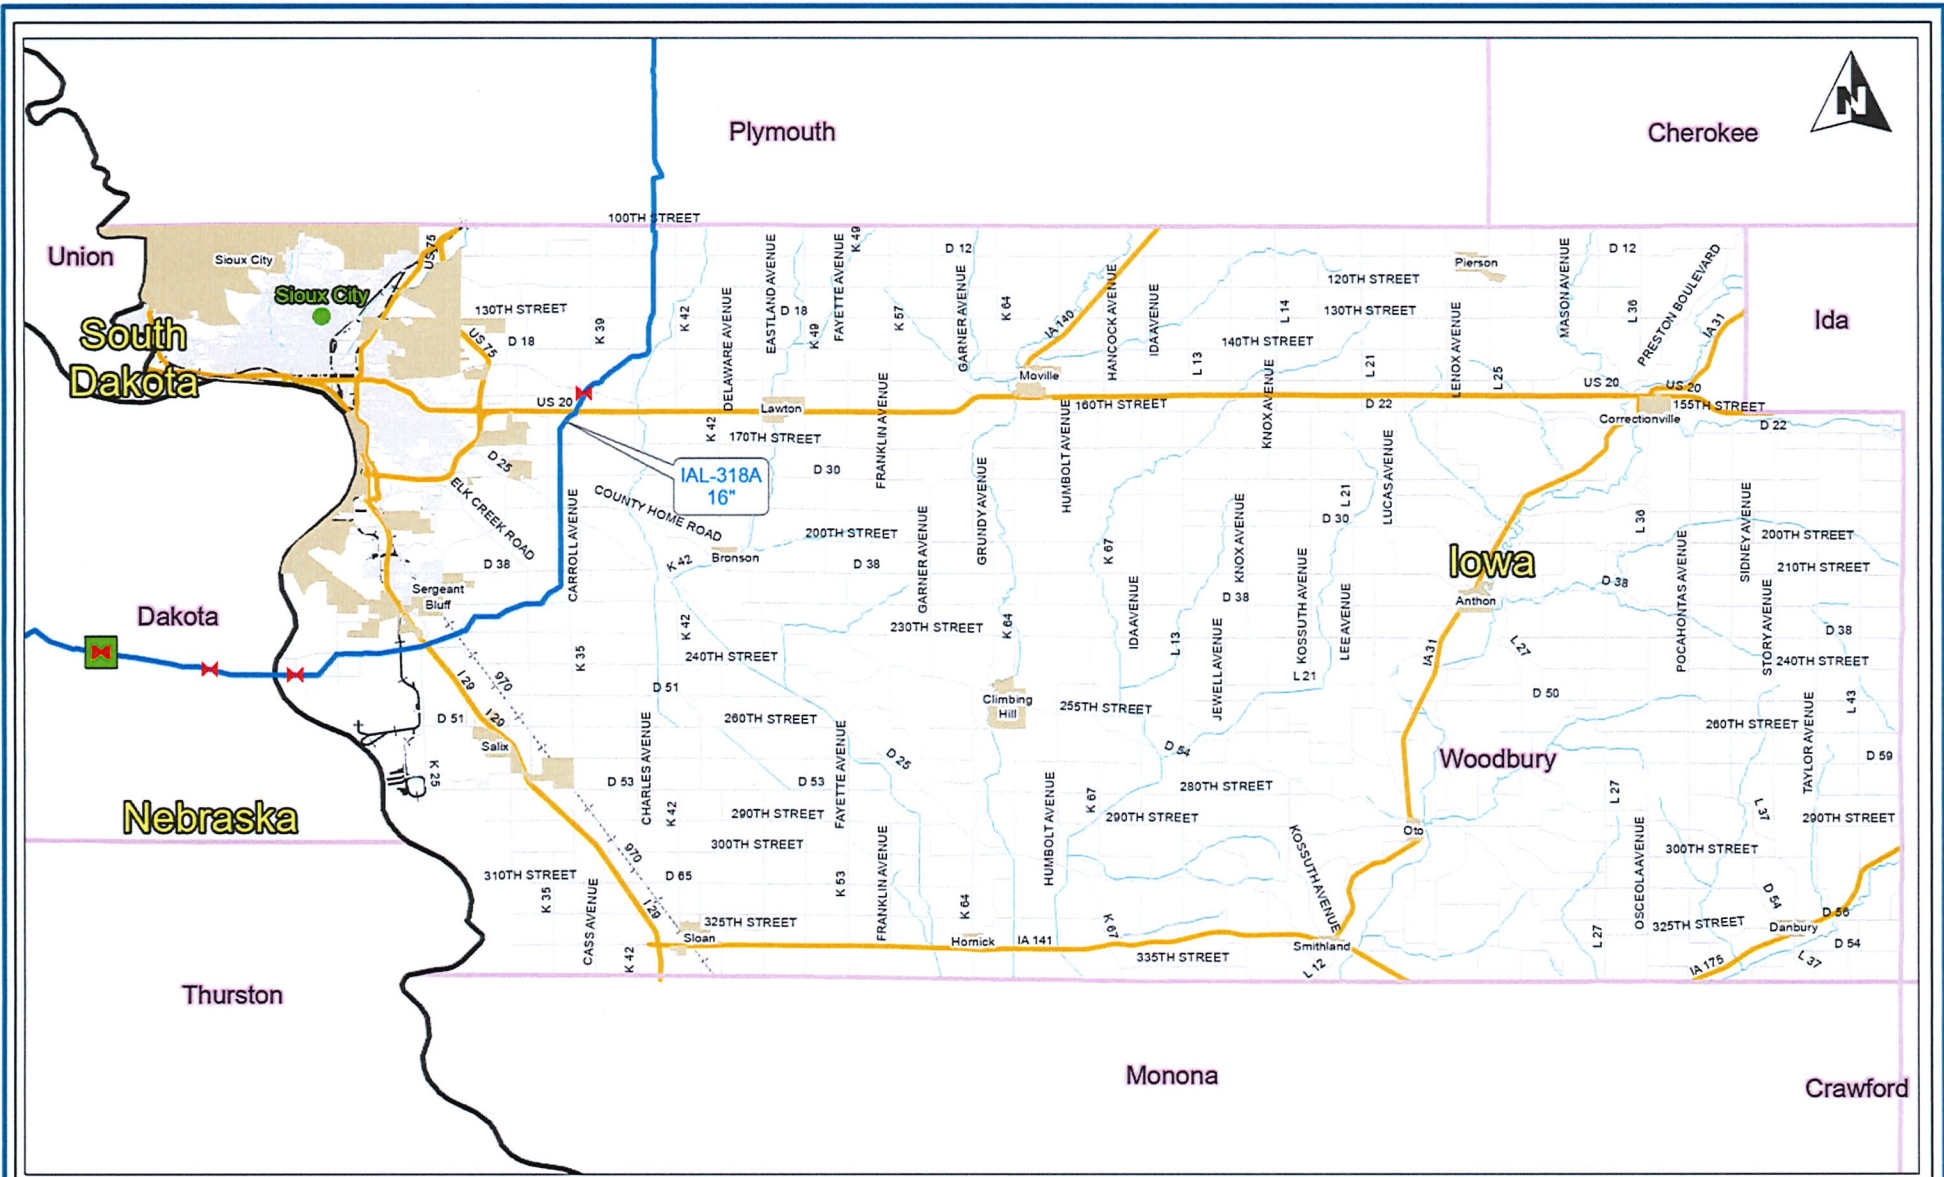 Plymouth
Cherokee
N
100TH STREET
Union
Sioux City
US 75
K 49
D 12
Pierson
D 12
Sioux City
130TH STREET
K 39
K 42
DELAWARE AVENUE
EASTLAND AVENUE
D 18
K 49
FAYETTE AVENUE
K 57
GARNER AVENUE
K 64
IA 140
HANCOCK AVENUE
IDA AVENUE
L 13
120TH STREET
L 14
130TH STREET
140TH STREET
L 21
LENOX AVENUE
L 25
MASON AVENUE
L 36
PRESTON BOULEVARD
IA 31
Ida
South
Dakota
US 75
D 18
Moville
US 20
US 20
US 20
Lawton
160TH STREET
D 22
Correctionville
155TH STREET
D 22
K 42
170TH STREET
FRANKLIN AVENUE
HUMBOLT AVENUE
KNOX AVENUE
LUCAS AVENUE
D 25
IAL-318A
16"
D 30
GRUNDY AVENUE
L 21
D 30
L 36
SIDNEY AVENUE
ELK CREEK ROAD
CARROLL AVENUE
COUNTY HOME ROAD
200TH STREET
200TH STREET
Bronson
D 38
K 42
D 38
GARNER AVENUE
K 67
KNOX AVENUE
KOSSUTH AVENUE
Iowa
POCAHONTAS AVENUE
210TH STREET
Sergeant
Bluff
D 38
LEE AVENUE
Anthon
D 38
STORY AVENUE
Dakota
K 42
230TH STREET
K 64
IDA AVENUE
L 13
JEWELL AVENUE
IA 31
L 27
D 38
K 35
240TH STREET
240TH STREET
I 29
970
D 51
Climbing
Hill
255TH STREET
L 21
D 50
L 43
D 51
I 29
Salix
260TH STREET
260TH STREET
CHARLES AVENUE
FAYETTE AVENUE
D 25
D 54
Woodbury
TAYLOR AVENUE
D 59
K 25
D 53
D 53
280TH STREET
L 27
Nebraska
K 42
290TH STREET
HUMBOLT AVENUE
K 67
290TH STREET
L 37
290TH STREET
300TH STREET
970
KOSSUTH AVENUE
OSCEOLA AVENUE
300TH STREET
310TH STREET
K 35
CASS AVENUE
D 65
K 53
FRANKLIN AVENUE
K 64
D 54
I 29
325TH STREET
K 67
325TH STREET
D 56
Danbury
Sloan
K 42
Hornick
IA 141
Smithland
L 27
D 54
335TH STREET
L 12
IA 175
L 37
Thurston
Monona
Crawford